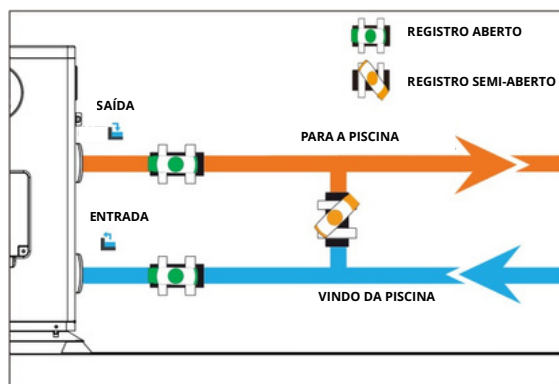 REGISTRO ABERTO
REGISTRO SEMI-ABERTO
SAÍDA
PARA A PISCINA
ENTRADA
VINDO DA PISCINA